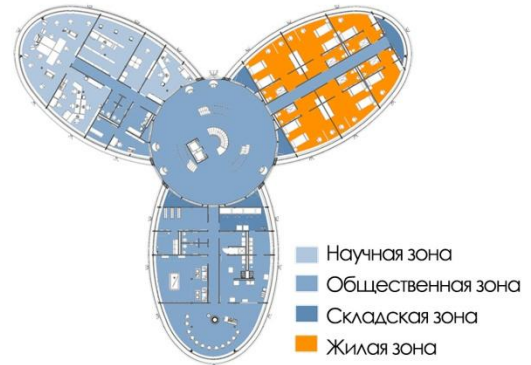 Научная зона
Общественная зона
Складская зона
Жилая зона